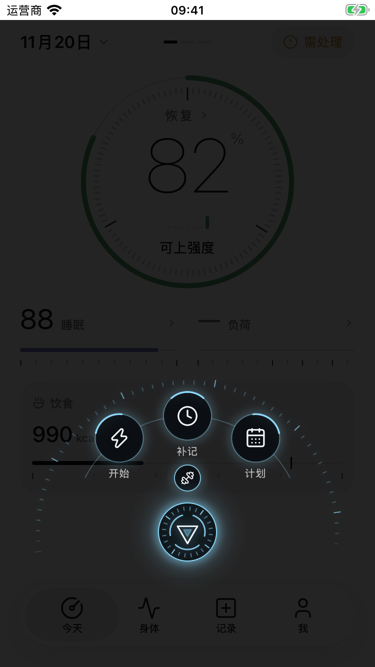 运营商 09:41
11月20日 需处理
恢复
82%
可上强度
88 睡眠 负荷
饮食
990 kcal
补记
开始 计划
今天 身体 记录 我